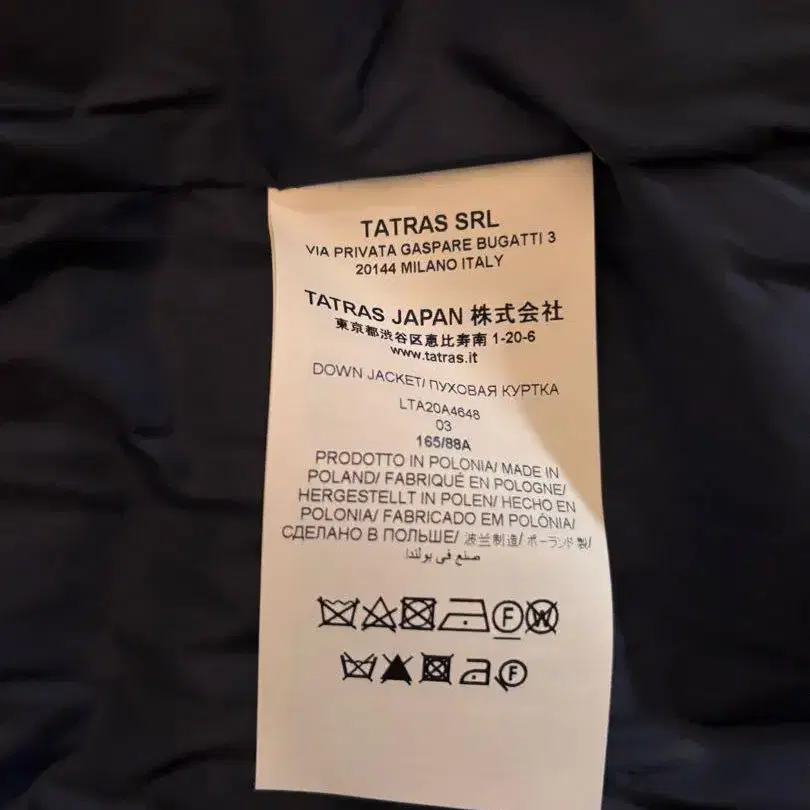 TATRAS SRL
VIA PRIVATA GASPARE BUGATTI 3
20144 MILANO ITALY
TATRAS JAPAN 株式会社
東京都渋谷区恵比寿南 1-20-6
www.tatras.it
DOWN JACKET/ ПУХОВАЯ КУРТКА
LTA20A4648
03
165/88A
PRODOTTO IN POLONIA/ MADE IN
POLAND/ FABRIQUÉ EN POLOGNE/
HERGESTELLT IN POLEN/ HECHO EN
POLONIA/ FABRICADO EM POLÓNIA/
СДЕЛАНО В ПОЛЬШЕ/ 波兰制造/ ポーランド製/
صنع في بولندا
F W
F